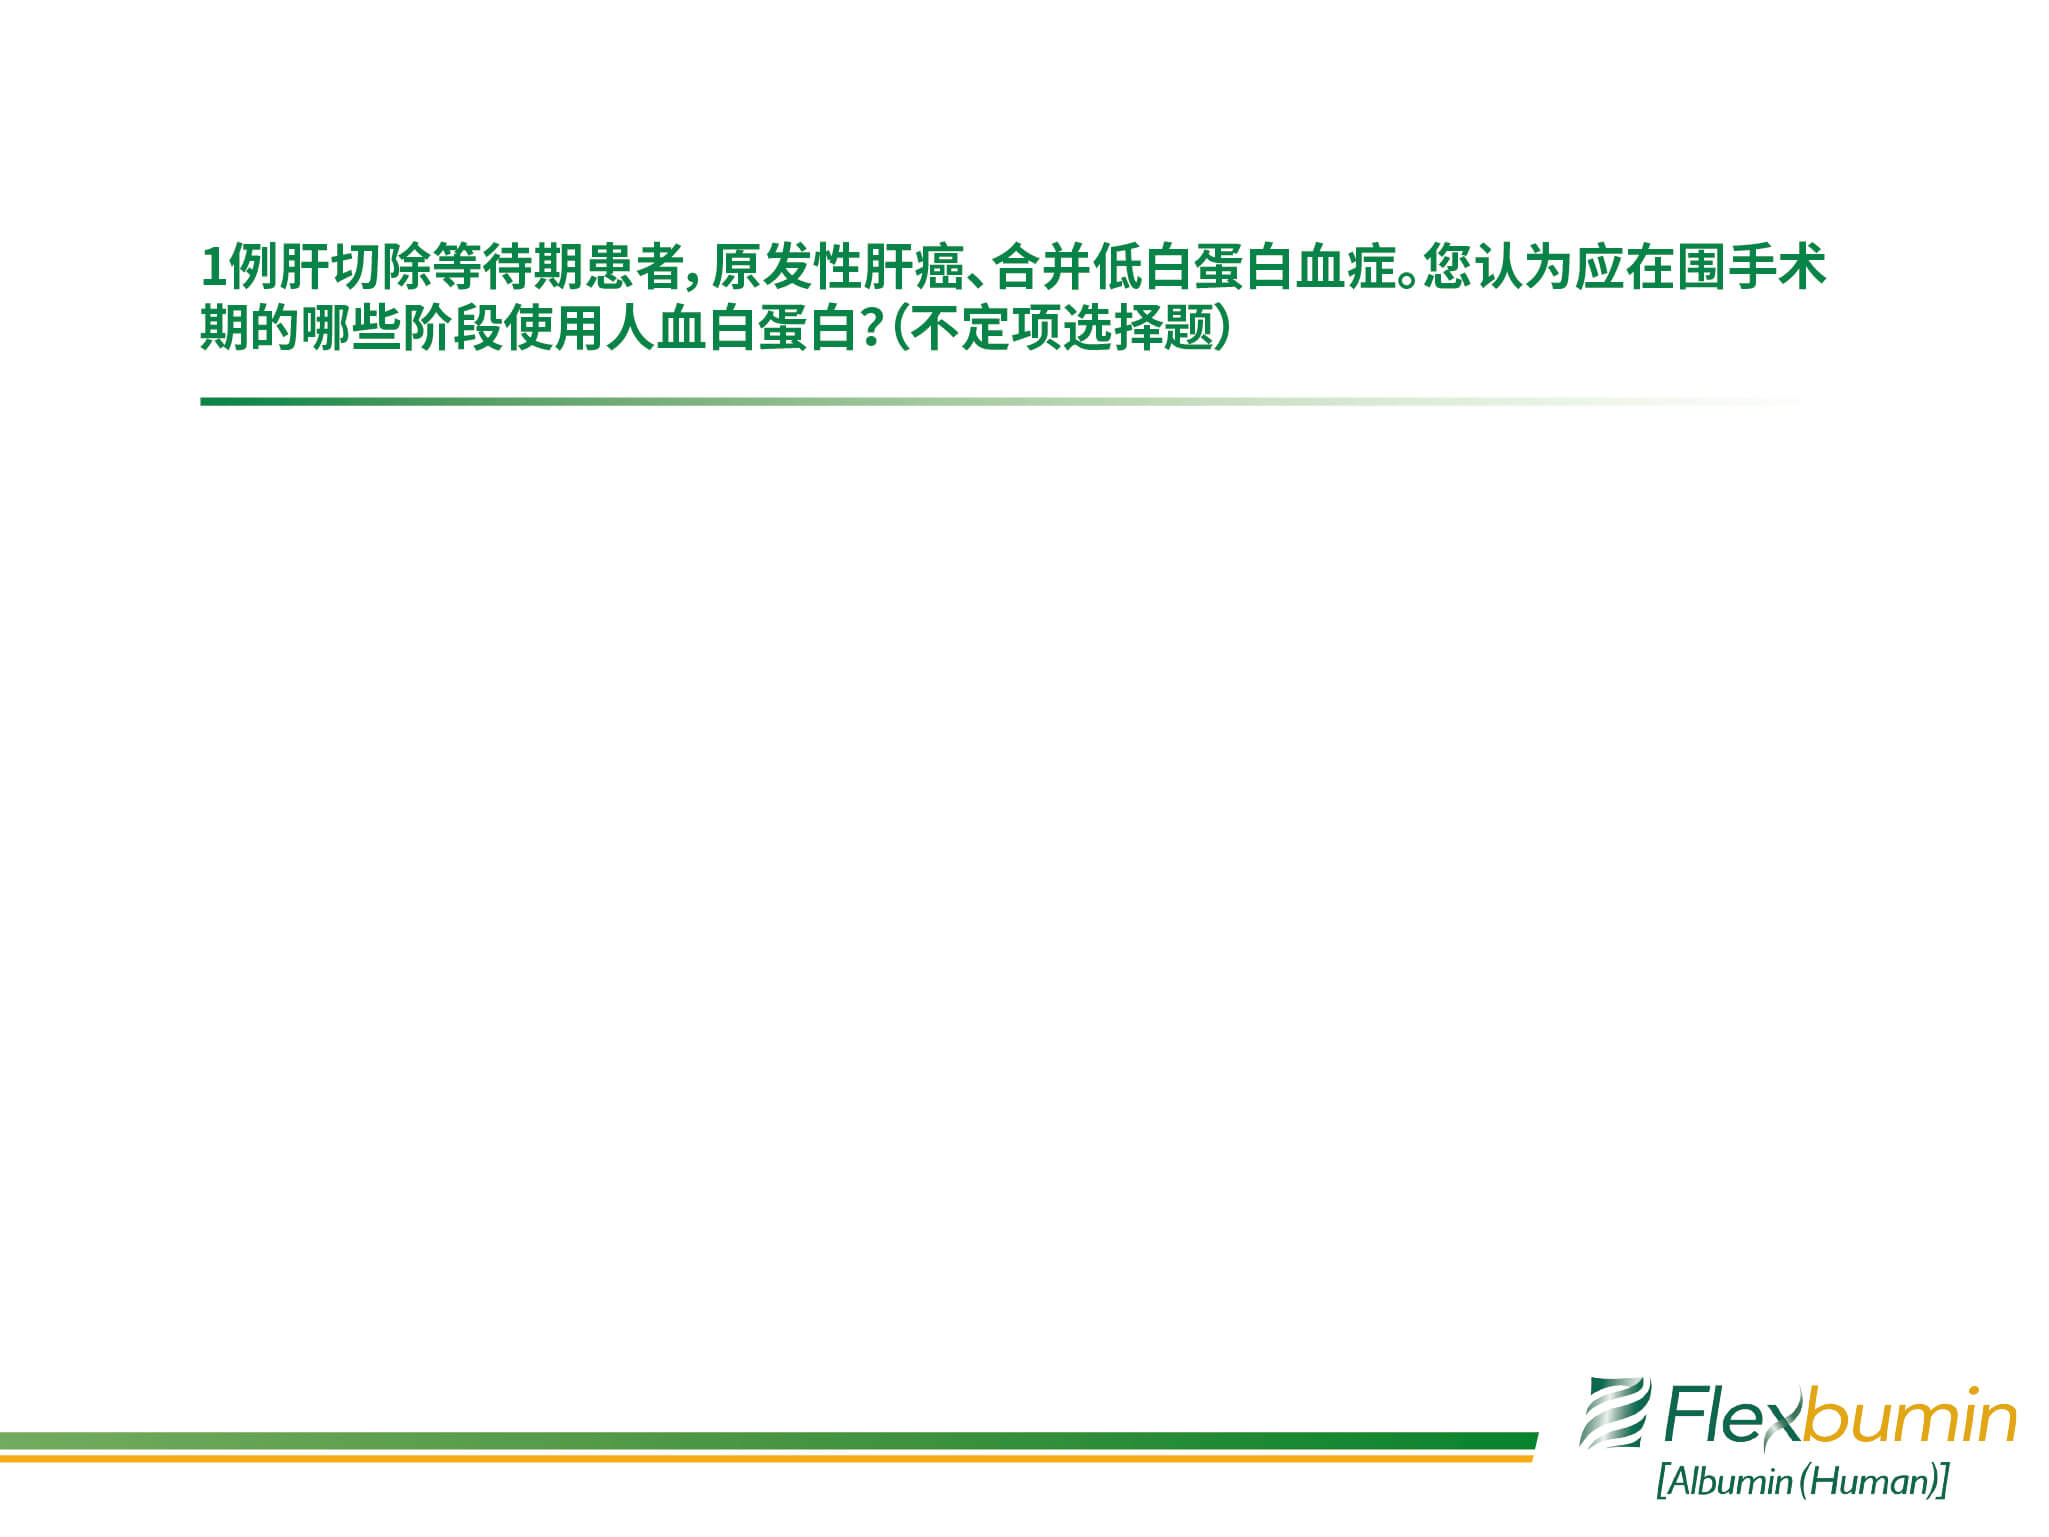 1例肝切除等待期患者，原发性肝癌、合并低白蛋白血症。您认为应在围手术
期的哪些阶段使用人血白蛋白？（不定项选择题）
Flexbumin
[Albumin (Human)]